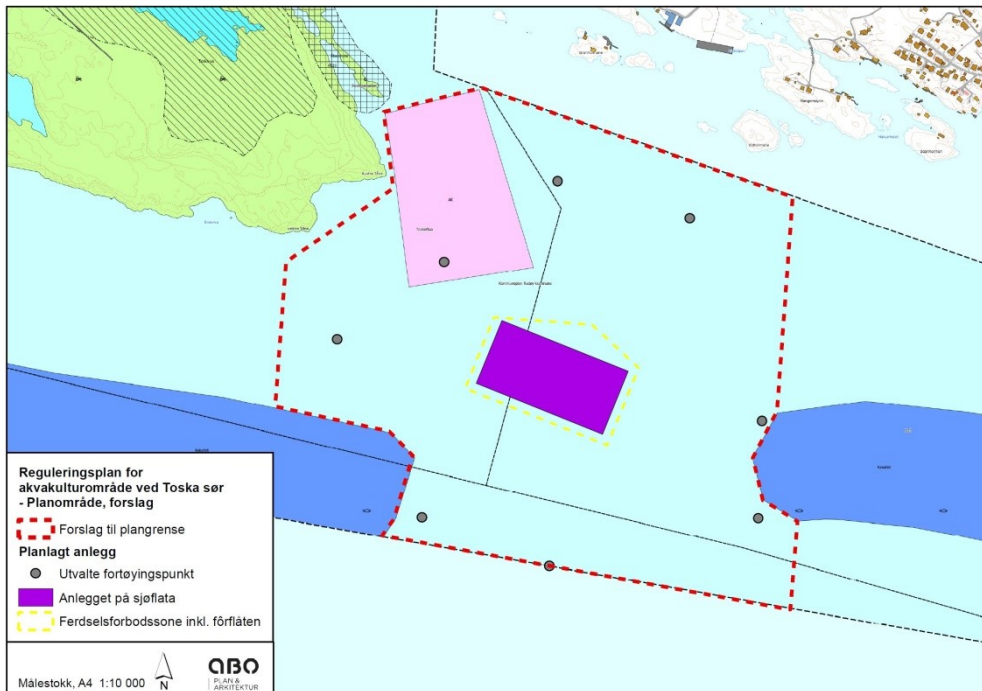 Reguleringsplan for
akvakulturområde ved Toska sør
- Planområde, forslag
Forslag til plangrense
Planlagt anlegg
Utvalte fortøyingspunkt
Anlegget på sjøflata
Ferdselsforbodssone inkl. fôrflåten
Målestokk, A4 1:10 000
N
ABO
PLAN &
ARKITEKTUR